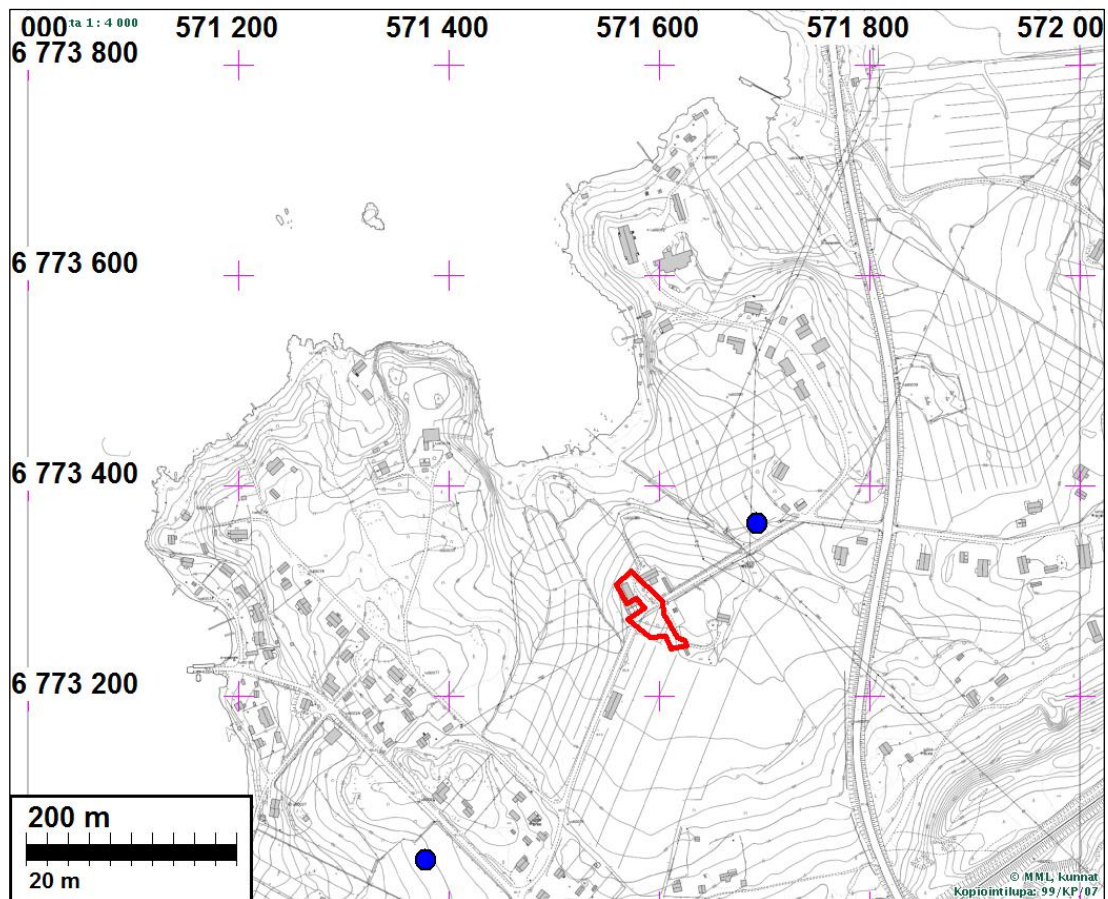 000 ta 1 : 4 000 571 200 571 400 571 600 571 800 572 00
6 773 800
6 773 600
6 773 400
6 773 200
200 m
20 m
© MML, kunnat
Kopiointilupa: 99/KP/07